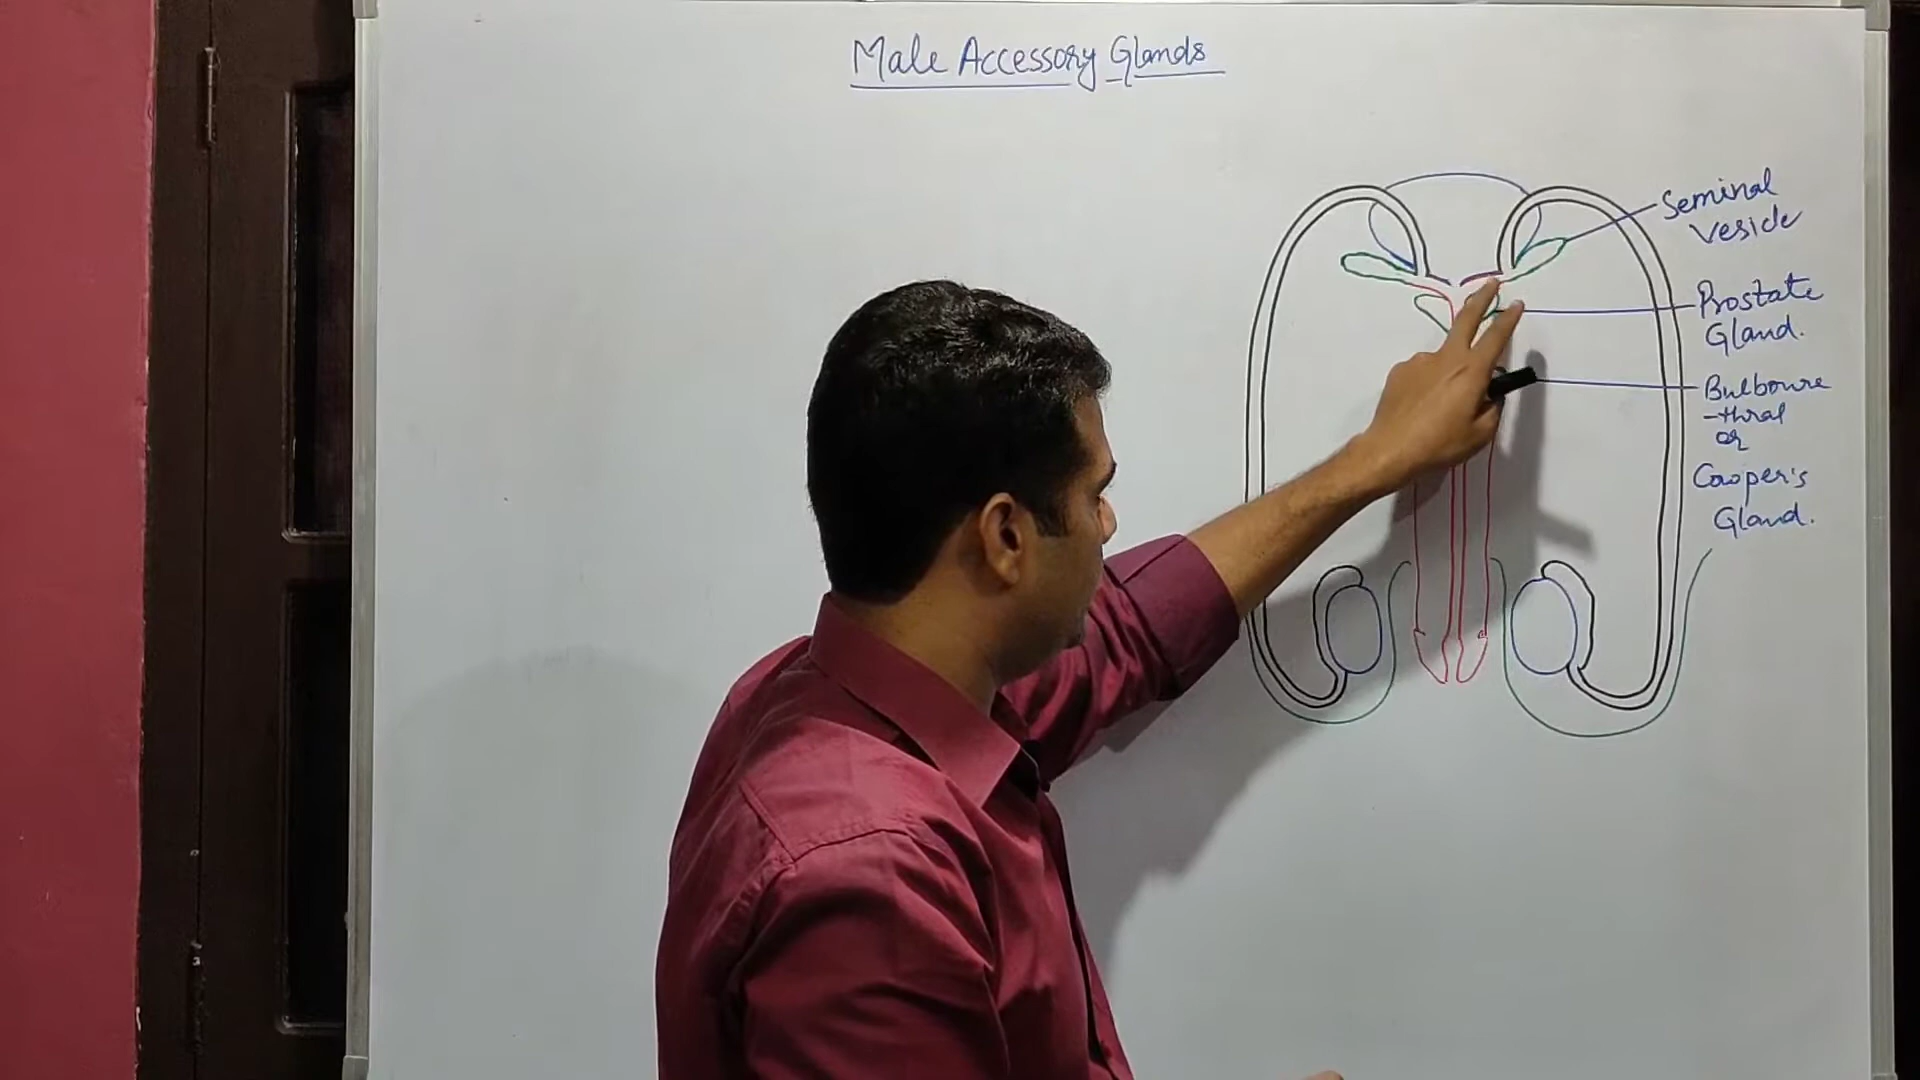 Male Accessory Glands
Seminal
vesicle
Prostate
Gland.
Bulboure
-thral
or
Cowper's
Gland.